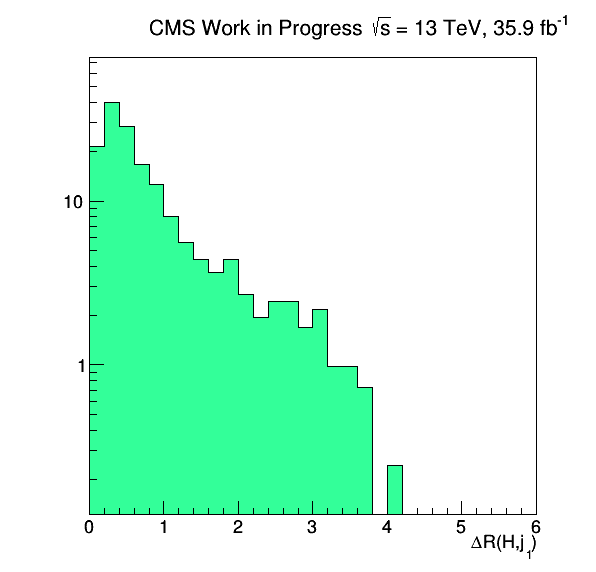 CMS Work in Progress √s = 13 TeV, 35.9 fb⁻¹
10
1
0 1 2 3 4 5 6
ΔR(H,j₁)